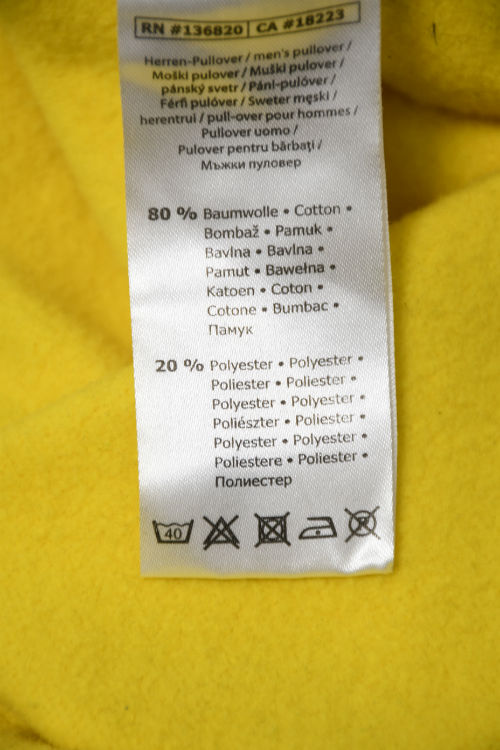 RN #136820 | CA #18223
Herren-Pullover / men's pullover /
Moški pulover / Muški pulover /
pánský svetr / Páni-pulóver /
Férfi pulóver / Sweter męski /
herentrui / pull-over pour hommes /
Pullover uomo /
Pulover pentru bărbaţi /
Мъжки пуловер
80 % Baumwolle • Cotton •
Bombaž • Pamuk •
Bavlna • Bavlna •
Pamut • Bawełna •
Katoen • Coton •
Cotone • Bumbac •
Памук
20 % Polyester • Polyester •
Poliester • Poliester •
Polyester • Polyester •
Poliészter • Poliester •
Polyester • Polyester •
Poliestere • Poliester •
Полиестер
40